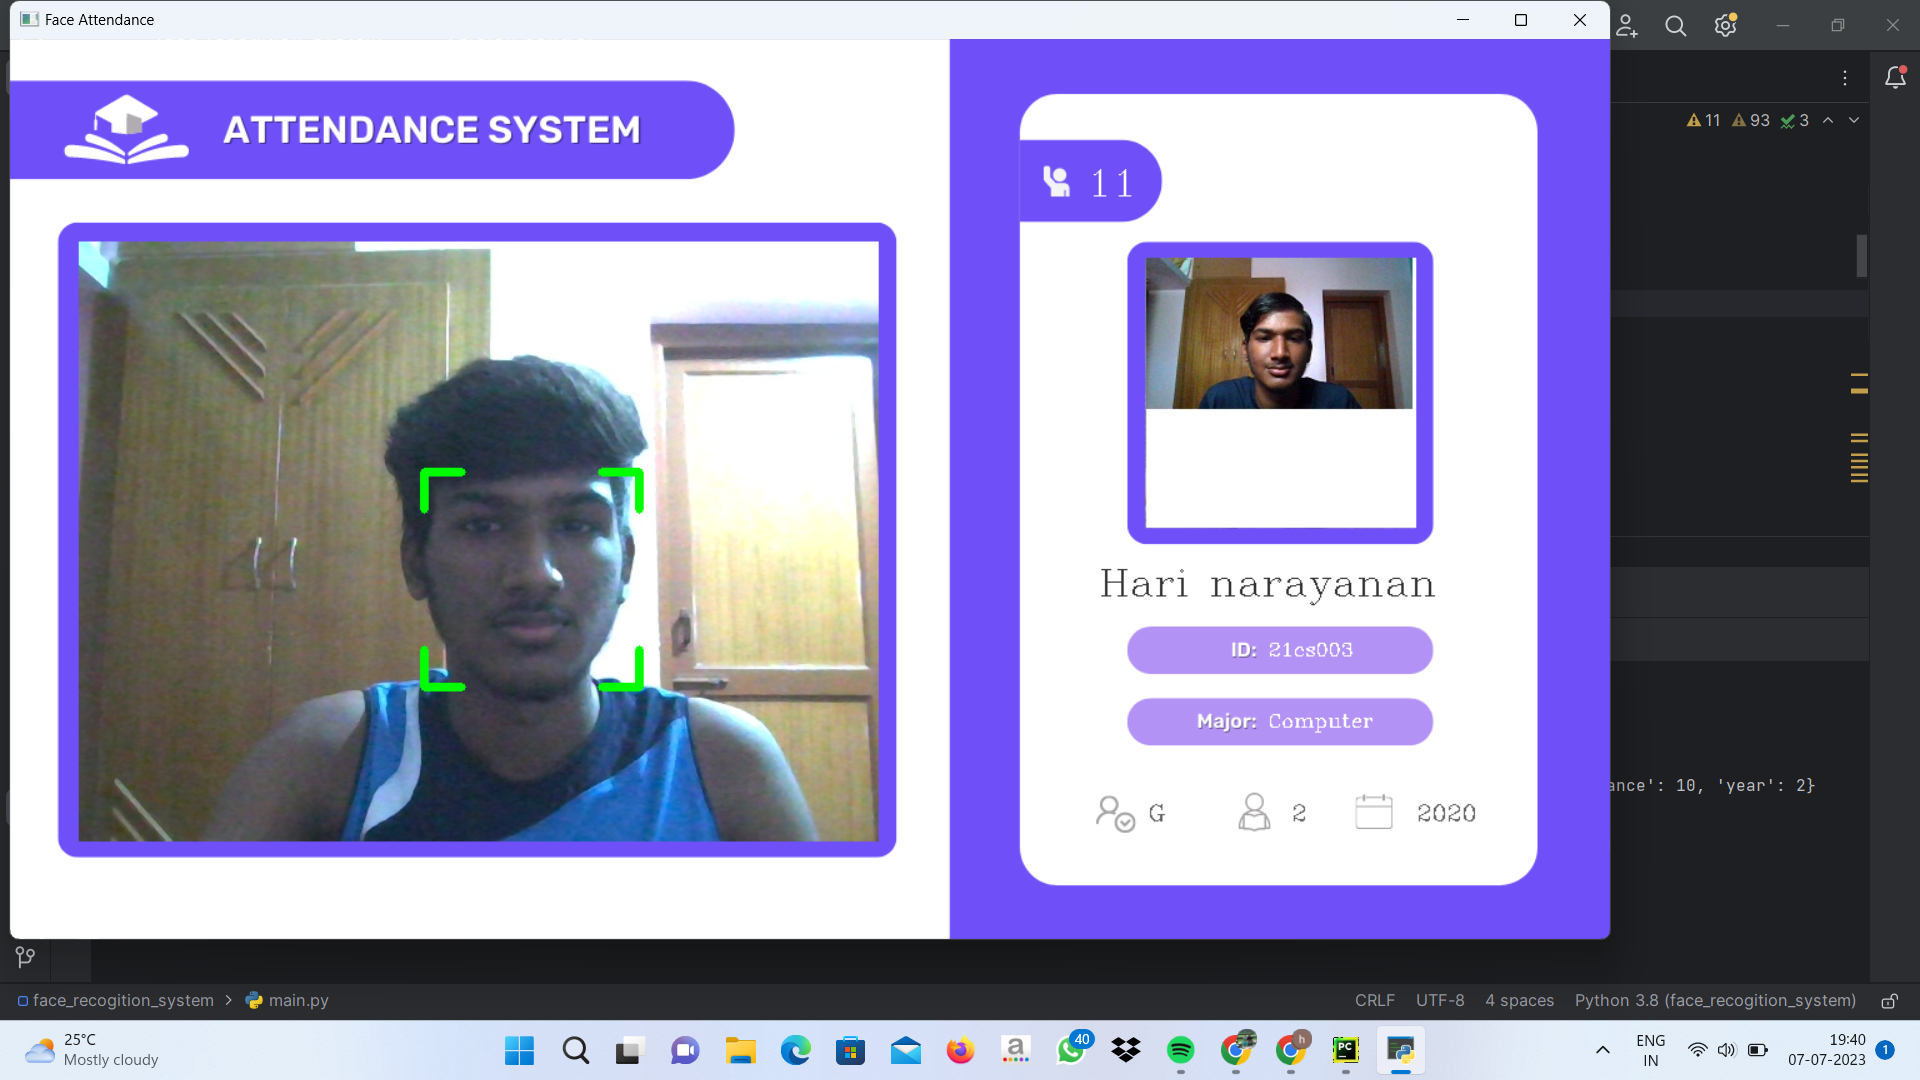 Face Attendance
ATTENDANCE SYSTEM
11
Hari narayanan
ID: 21cs003
Major: Computer
G 2 2020
11 93 3
ance': 10, 'year': 2}
face_recogition_system > main.py
CRLF UTF-8 4 spaces Python 3.8 (face_recogition_system)
25°C
Mostly cloudy
a
40
h
PC
ENG
IN
19:40
07-07-2023
1